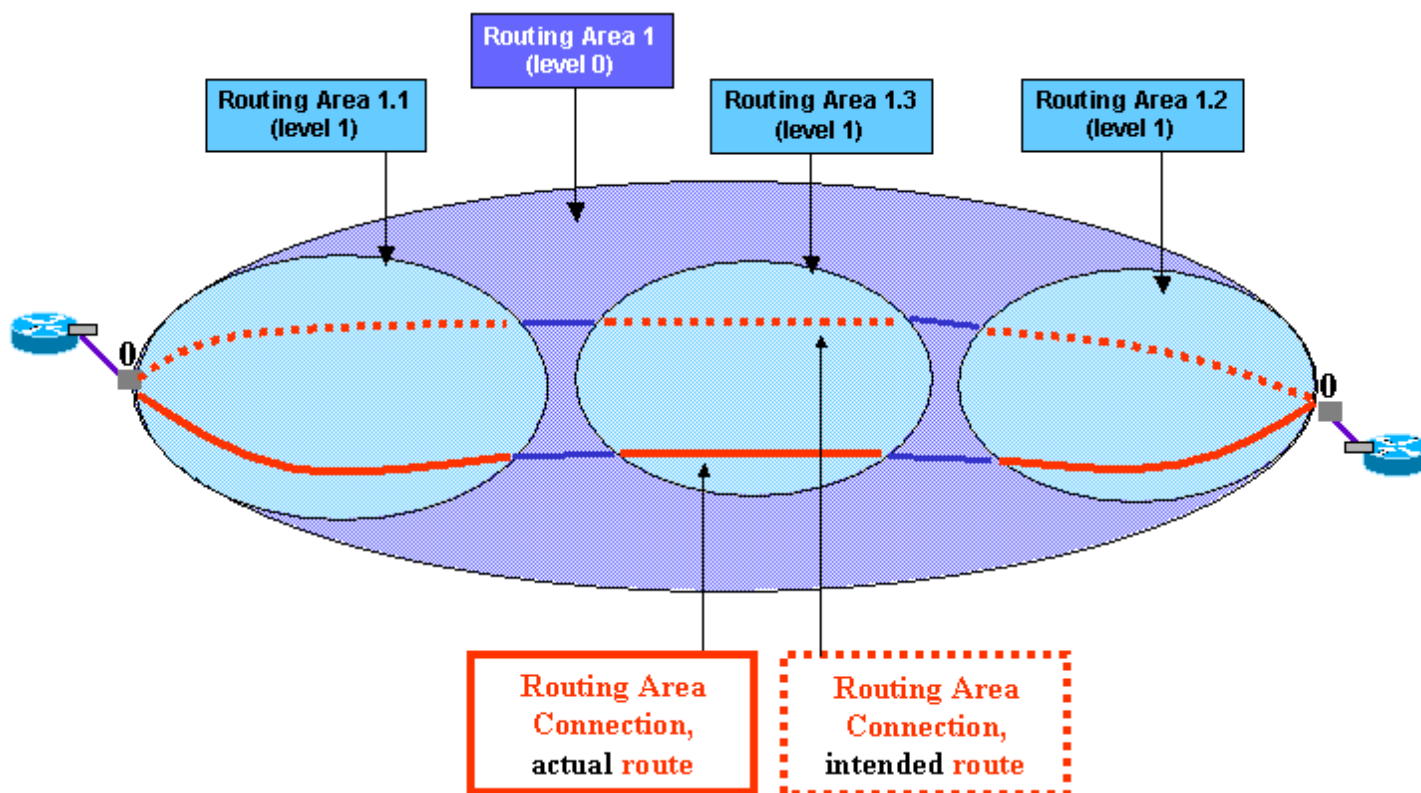 Routing Area 1
(level 0)
Routing Area 1.1
(level 1)
Routing Area 1.3
(level 1)
Routing Area 1.2
(level 1)
0
0
Routing Area
Connection,
actual route
Routing Area
Connection,
intended route